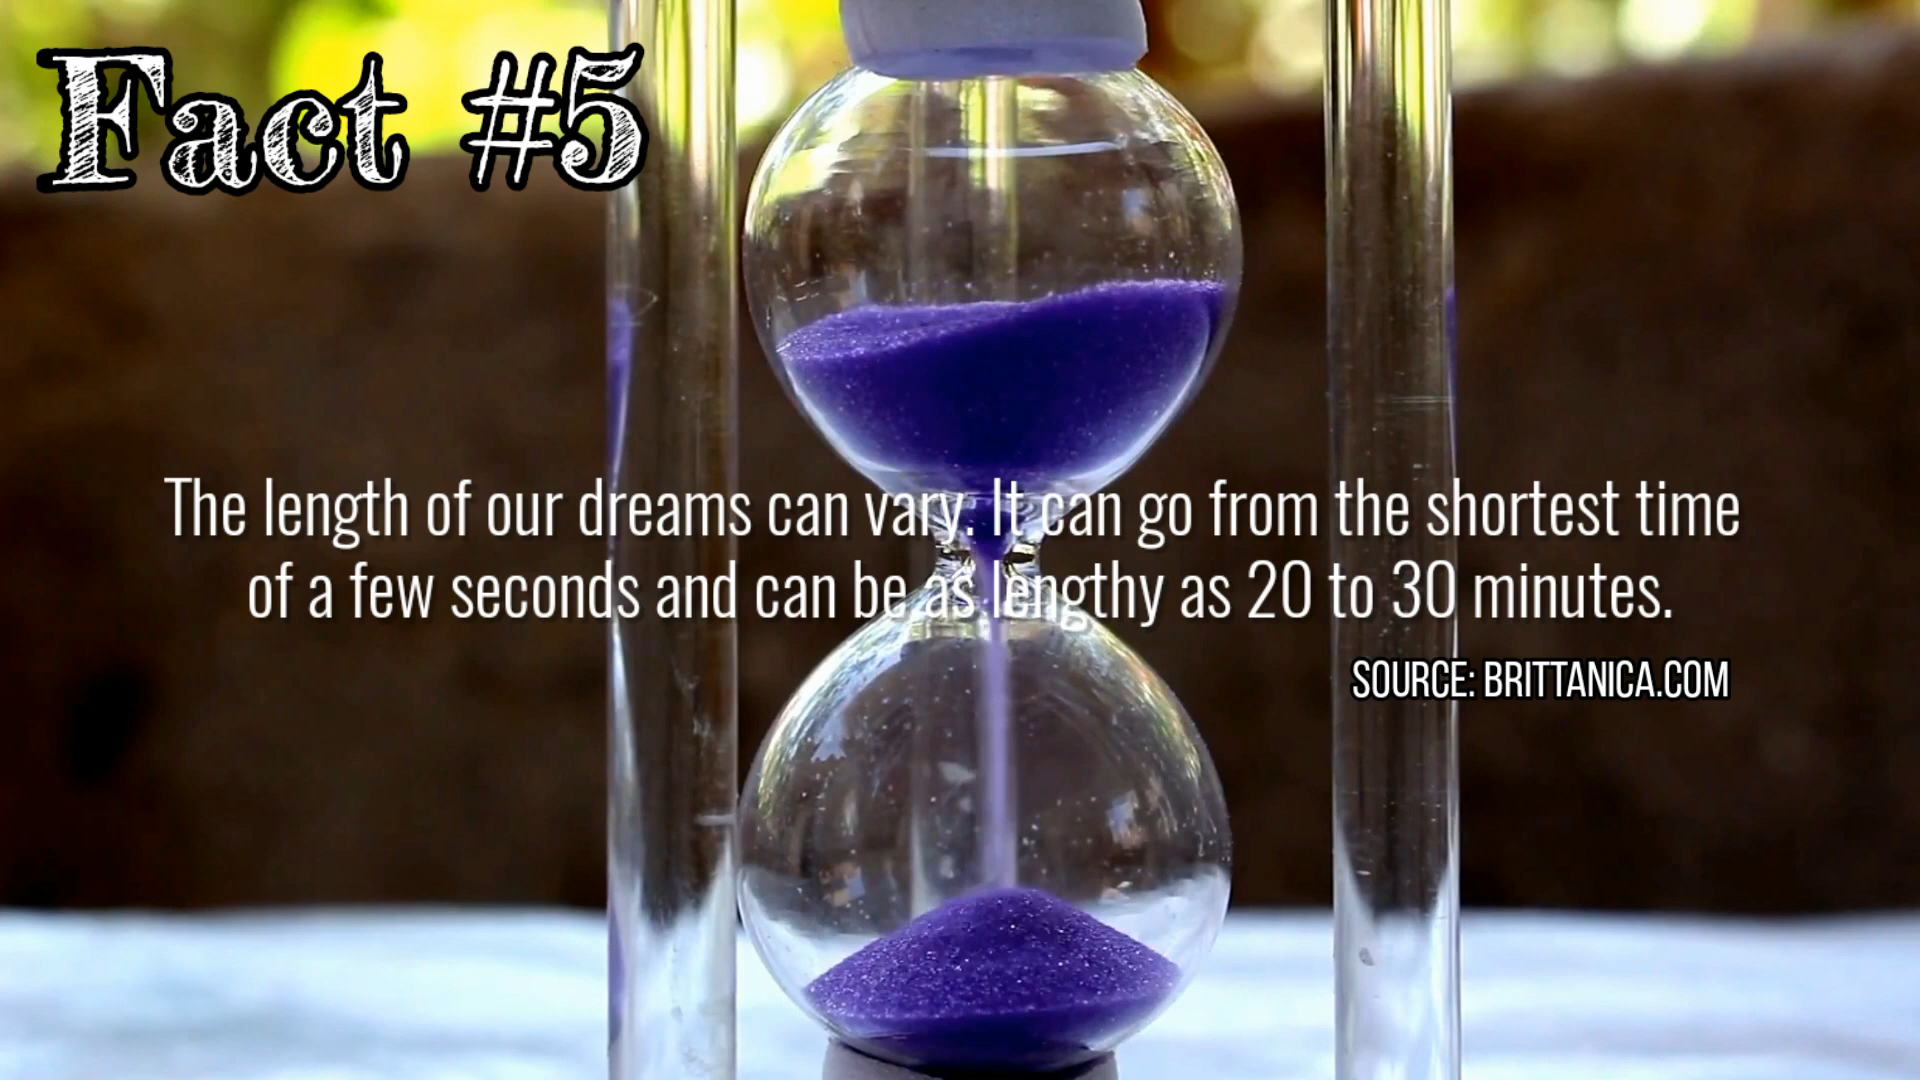 Fact #5
The length of our dreams can vary. It can go from the shortest time
of a few seconds and can be as lengthy as 20 to 30 minutes.
SOURCE: BRITTANICA.COM